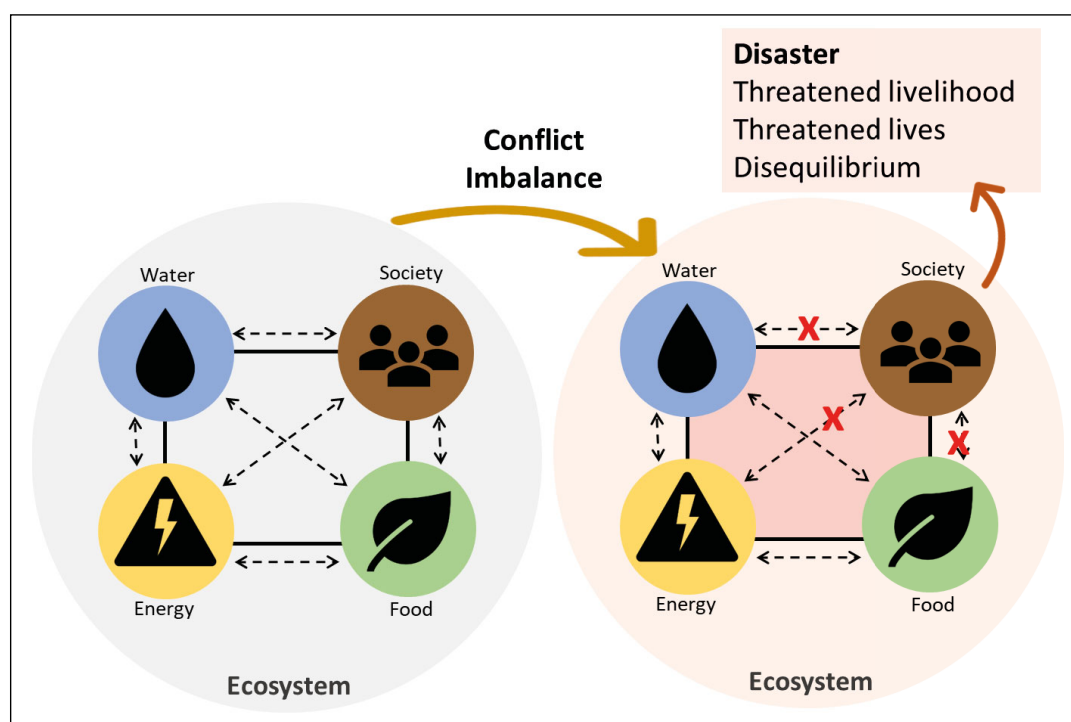 Disaster
Threatened livelihood
Threatened lives
Disequilibrium
Conflict
Imbalance
Water
Society
Energy
Food
Ecosystem
Water
Society
X
X
X
Energy
Food
Ecosystem